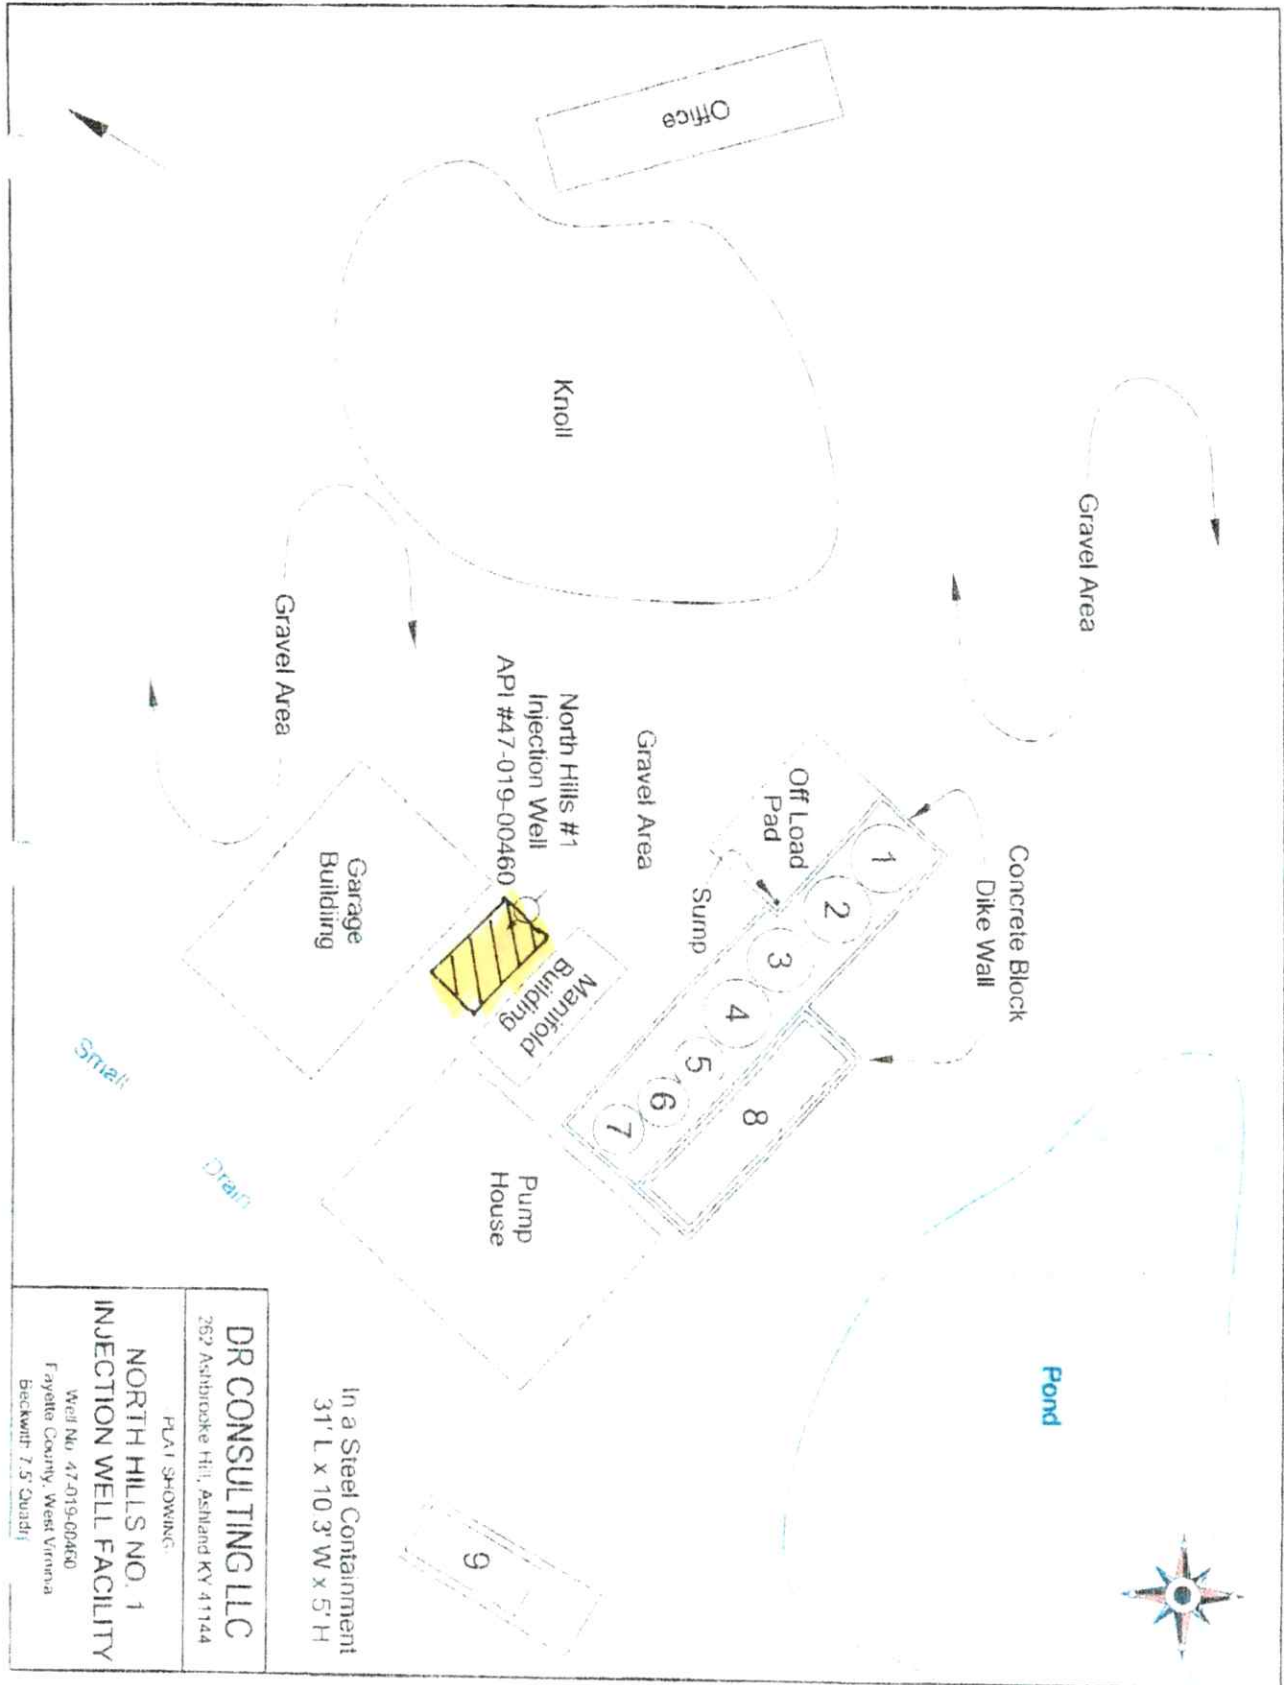 Office
Knoll
Gravel Area
Gravel Area
Gravel Area
Concrete Block
Dike Wall
Off Load
Pad
Sump
North Hills #1
Injection Well
API #47-019-00460
Garage
Building
Manifold
Building
Pump
House
1
2
3
4
5
6
7
8
9
Pond
Small
Drain
In a Steel Containment
31' L x 10.3' W x 5' H
DR CONSULTING LLC
262 Ashbrooke Hill, Ashland KY 41144
PLAT SHOWING:
NORTH HILLS NO. 1
INJECTION WELL FACILITY
Well No. 47-019-00460
Fayette County, West Virginia
Beckwith 7.5'